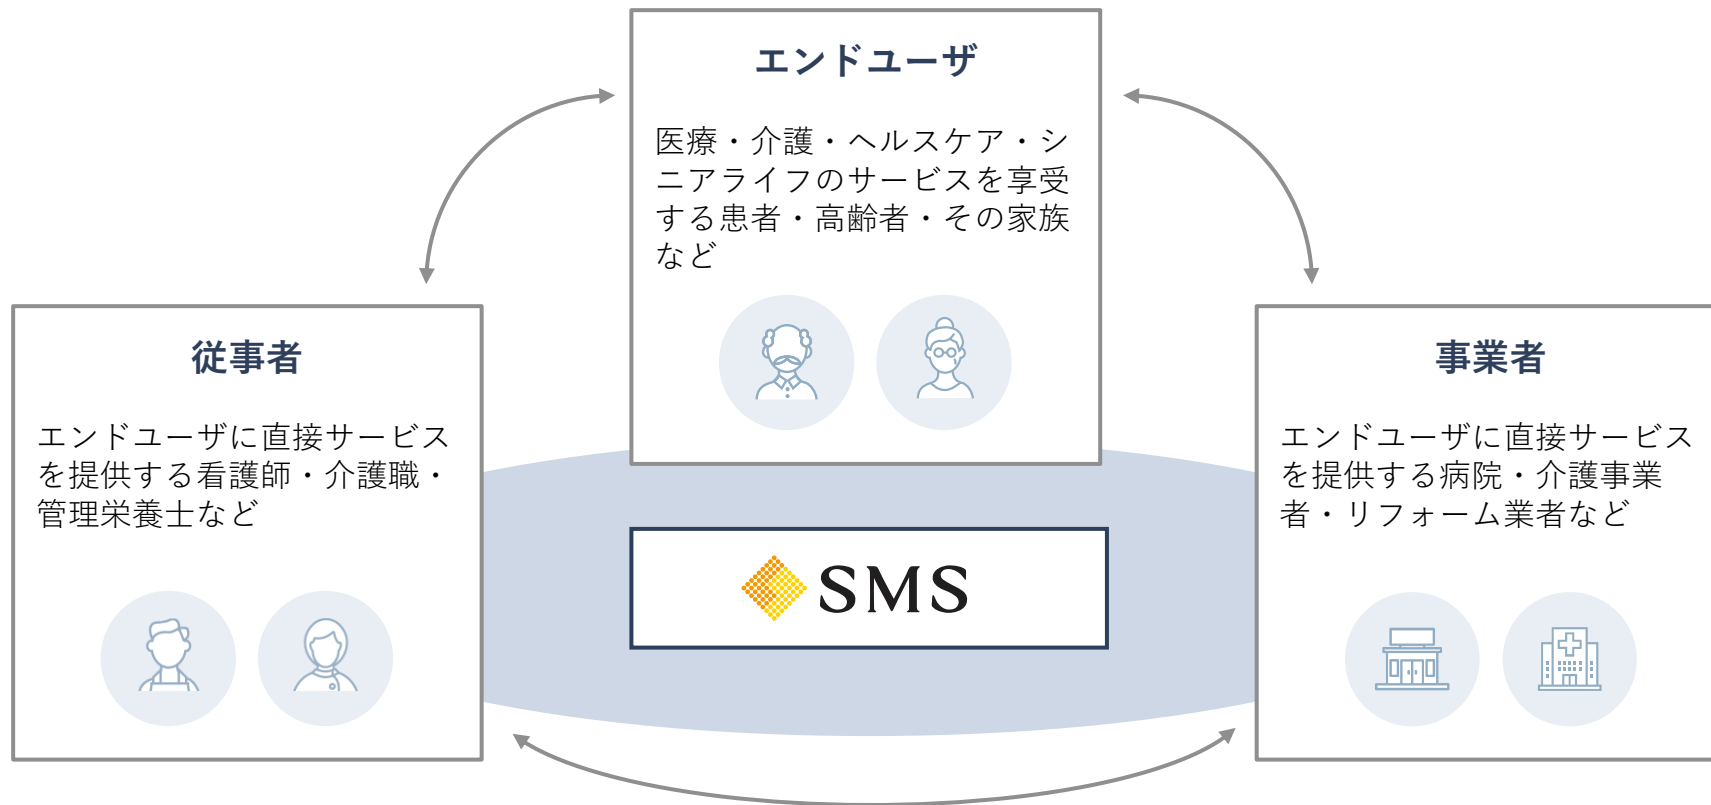 エンドユーザ
医療・介護・ヘルスケア・シ
ニアライフのサービスを享受
する患者・高齢者・その家族
など
従事者
エンドユーザに直接サービス
を提供する看護師・介護職・
管理栄養士など
事業者
エンドユーザに直接サービス
を提供する病院・介護事業
者・リフォーム業者など
SMS